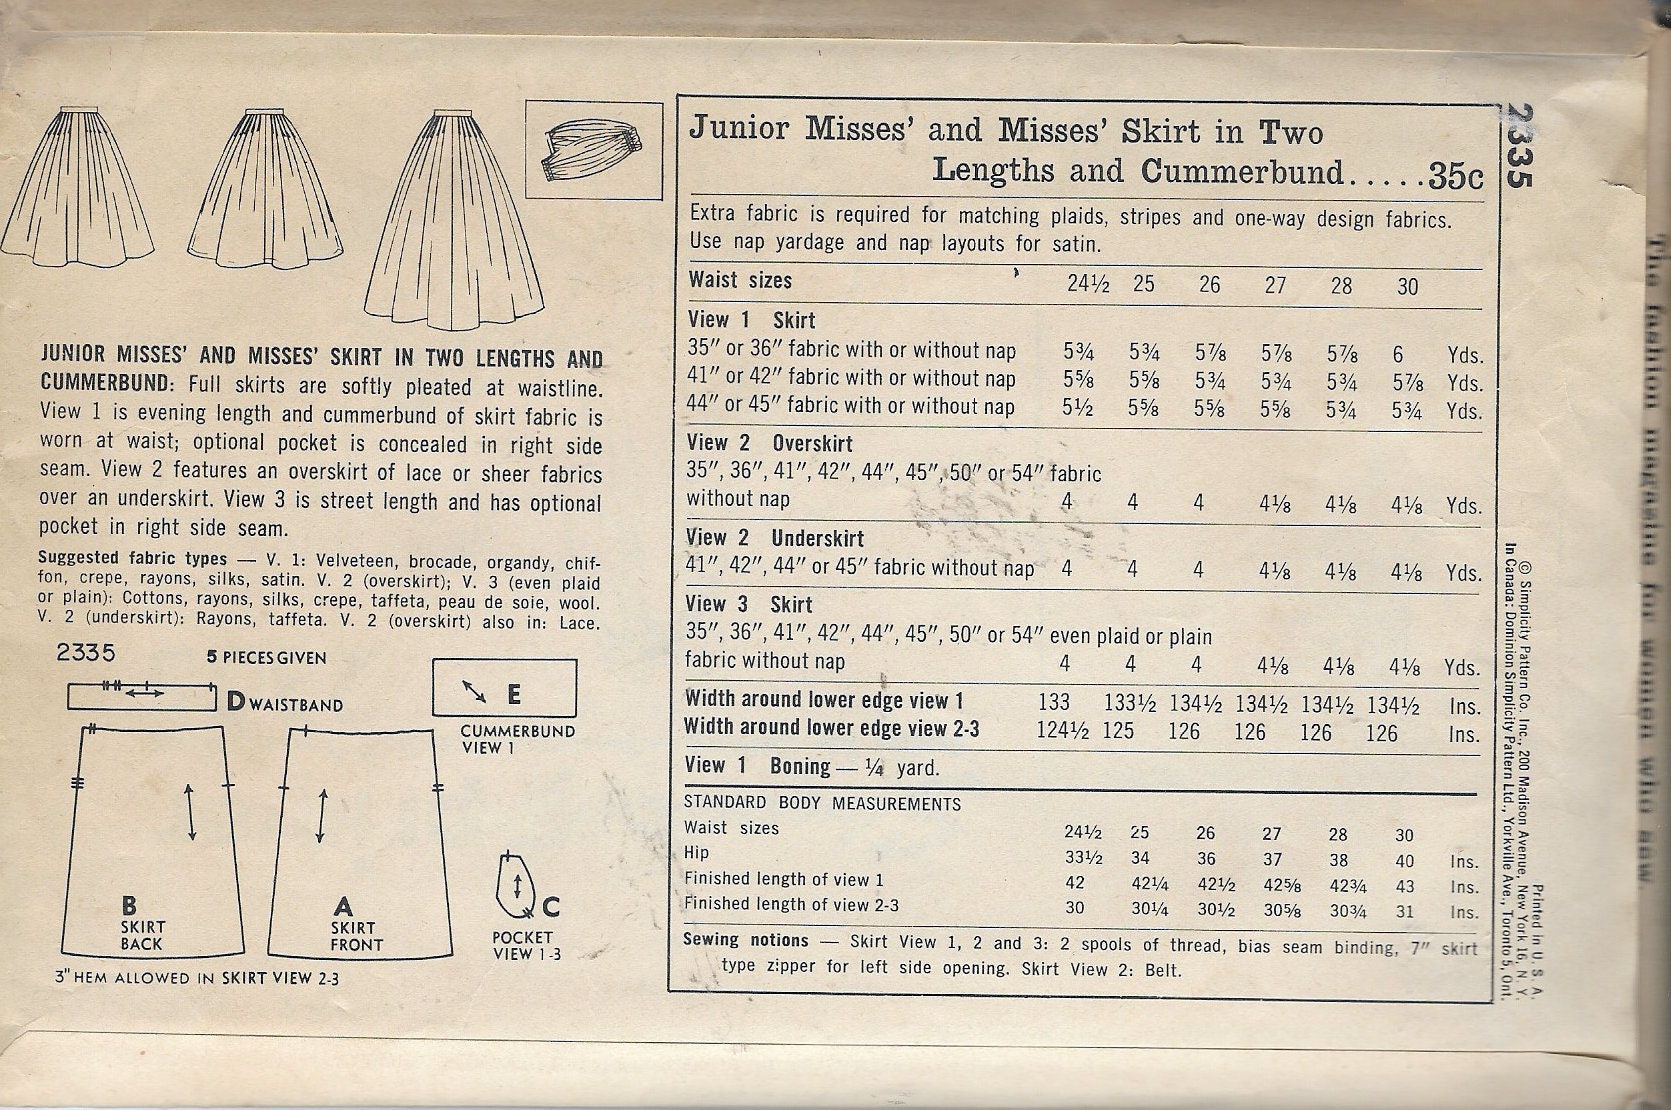 JUNIOR MISSES' AND MISSES' SKIRT IN TWO LENGTHS AND
CUMMERBUND: Full skirts are softly pleated at waistline.
View 1 is evening length and cummerbund of skirt fabric is
worn at waist; optional pocket is concealed in right side
seam. View 2 features an overskirt of lace or sheer fabrics
over an underskirt. View 3 is street length and has optional
pocket in right side seam.
Suggested fabric types — V. 1: Velveteen, brocade, organdy, chif-
fon, crepe, rayons, silks, satin. V. 2 (overskirt); V. 3 (even plaid
or plain): Cottons, rayons, silks, crepe, taffeta, peau de soie, wool.
V. 2 (underskirt): Rayons, taffeta. V. 2 (overskirt) also in: Lace.
2335 5 PIECES GIVEN
D WAISTBAND
E
CUMMERBUND
VIEW 1
B
SKIRT
BACK
A
SKIRT
FRONT
C
POCKET
VIEW 1-3
3" HEM ALLOWED IN SKIRT VIEW 2-3
Junior Misses' and Misses' Skirt in Two
Lengths and Cummerbund.....35c
Extra fabric is required for matching plaids, stripes and one-way design fabrics.
Use nap yardage and nap layouts for satin.
Waist sizes 24½ 25 26 27 28 30
View 1 Skirt
35" or 36" fabric with or without nap 5¾ 5¾ 5⅞ 5⅞ 5⅞ 6 Yds.
41" or 42" fabric with or without nap 5⅝ 5⅝ 5¾ 5¾ 5¾ 5⅞ Yds.
44" or 45" fabric with or without nap 5½ 5⅝ 5⅝ 5⅝ 5¾ 5¾ Yds.
View 2 Overskirt
35", 36", 41", 42", 44", 45", 50" or 54" fabric
without nap 4 4 4 4⅛ 4⅛ 4⅛ Yds.
View 2 Underskirt
41", 42", 44" or 45" fabric without nap 4 4 4 4⅛ 4⅛ 4⅛ Yds.
View 3 Skirt
35", 36", 41", 42", 44", 45", 50" or 54" even plaid or plain
fabric without nap 4 4 4 4⅛ 4⅛ 4⅛ Yds.
Width around lower edge view 1 133 133½ 134½ 134½ 134½ 134½ Ins.
Width around lower edge view 2-3 124½ 125 126 126 126 126 Ins.
View 1 Boning — ¼ yard.
STANDARD BODY MEASUREMENTS
Waist sizes 24½ 25 26 27 28 30
Hip 33½ 34 36 37 38 40 Ins.
Finished length of view 1 42 42¼ 42½ 42⅝ 42¾ 43 Ins.
Finished length of view 2-3 30 30¼ 30½ 30⅝ 30¾ 31 Ins.
Sewing notions — Skirt View 1, 2 and 3: 2 spools of thread, bias seam binding, 7" skirt
type zipper for left side opening. Skirt View 2: Belt.
2335
Printed in U. S. A.
© Simplicity Pattern Co. Inc., 200 Madison Avenue, New York 16, N. Y.
In Canada: Dominion Simplicity Pattern Ltd., Yorkville Ave., Toronto 5, Ont.
The fashion magazine for women who sew